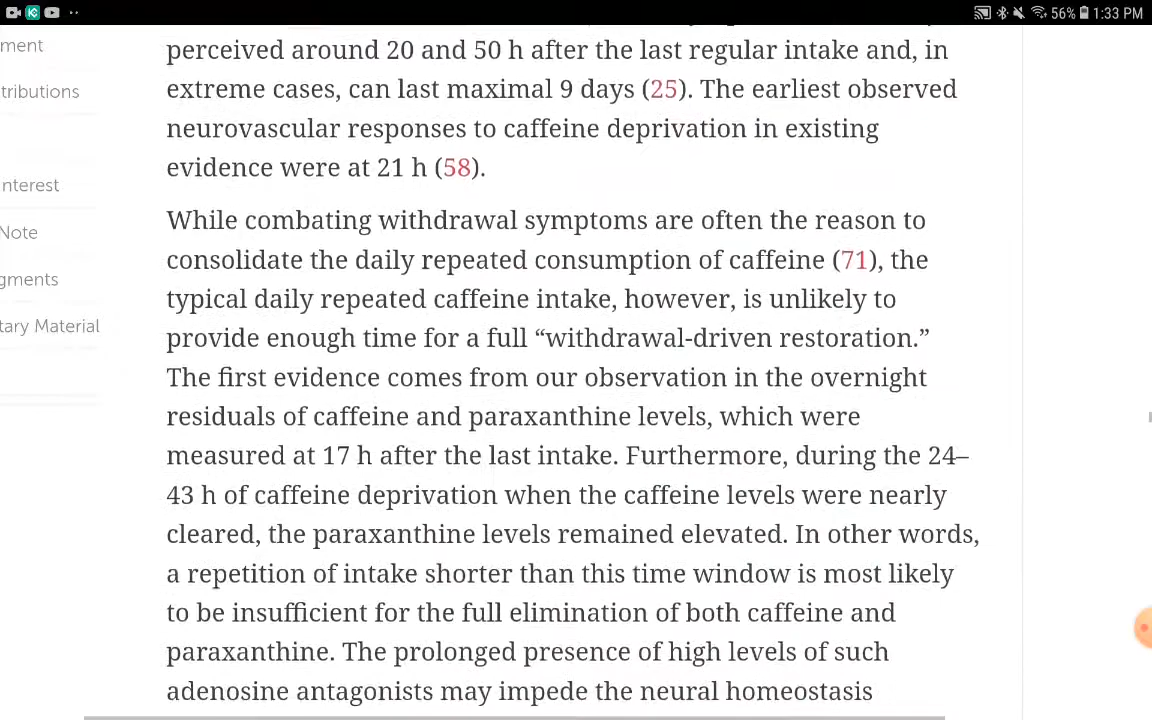 56% 1:33 PM
ment
tributions
nterest
Note
gments
tary Material
perceived around 20 and 50 h after the last regular intake and, in
extreme cases, can last maximal 9 days (25). The earliest observed
neurovascular responses to caffeine deprivation in existing
evidence were at 21 h (58).
While combating withdrawal symptoms are often the reason to
consolidate the daily repeated consumption of caffeine (71), the
typical daily repeated caffeine intake, however, is unlikely to
provide enough time for a full “withdrawal-driven restoration.”
The first evidence comes from our observation in the overnight
residuals of caffeine and paraxanthine levels, which were
measured at 17 h after the last intake. Furthermore, during the 24–
43 h of caffeine deprivation when the caffeine levels were nearly
cleared, the paraxanthine levels remained elevated. In other words,
a repetition of intake shorter than this time window is most likely
to be insufficient for the full elimination of both caffeine and
paraxanthine. The prolonged presence of high levels of such
adenosine antagonists may impede the neural homeostasis